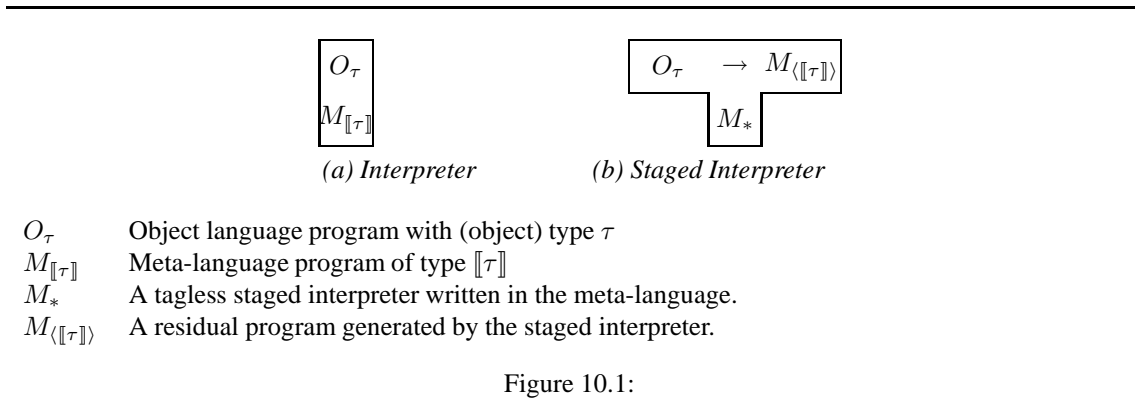 O_τ O_τ → M_⟨⟦τ⟧⟩
M_⟦τ⟧ M_*
(a) Interpreter (b) Staged Interpreter
O_τ Object language program with (object) type τ
M_⟦τ⟧ Meta-language program of type ⟦τ⟧
M_* A tagless staged interpreter written in the meta-language.
M_⟨⟦τ⟧⟩ A residual program generated by the staged interpreter.
Figure 10.1: